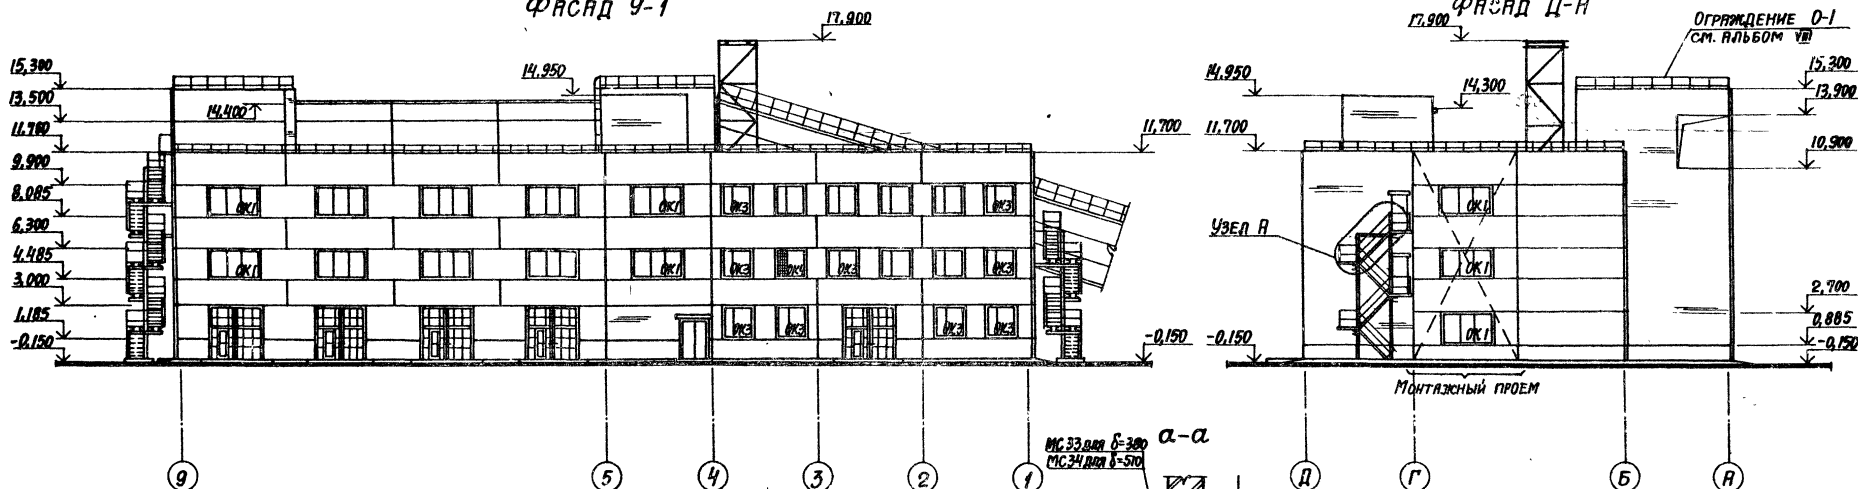 ФАСАД 9-1
17,900
15,300
14,950
13,500
14,400
11,700
11,700
9,900
8,085
ОК1
ОК1
ОК3
ОК3
6,300
4,485
ОК1
ОК1
ОК3
ОК4
ОК3
ОК3
3,000
1,185
ОК3
ОК3
ОК3
ОК3
-0,150
-0,150
9
5
4
3
2
1
ФАСАД Д-А
17,900
ОГРАЖДЕНИЕ О-1
СМ. АЛЬБОМ VIII
14,950
15,300
14,300
13,900
11,700
10,900
ОК1
УЗЕЛ А
ОК1
2,700
ОК1
0,885
-0,150
-0,150
МОНТАЖНЫЙ ПРОЕМ
Д
Г
Б
А
МС33 для δ=380
МС34 для δ=510
а-а